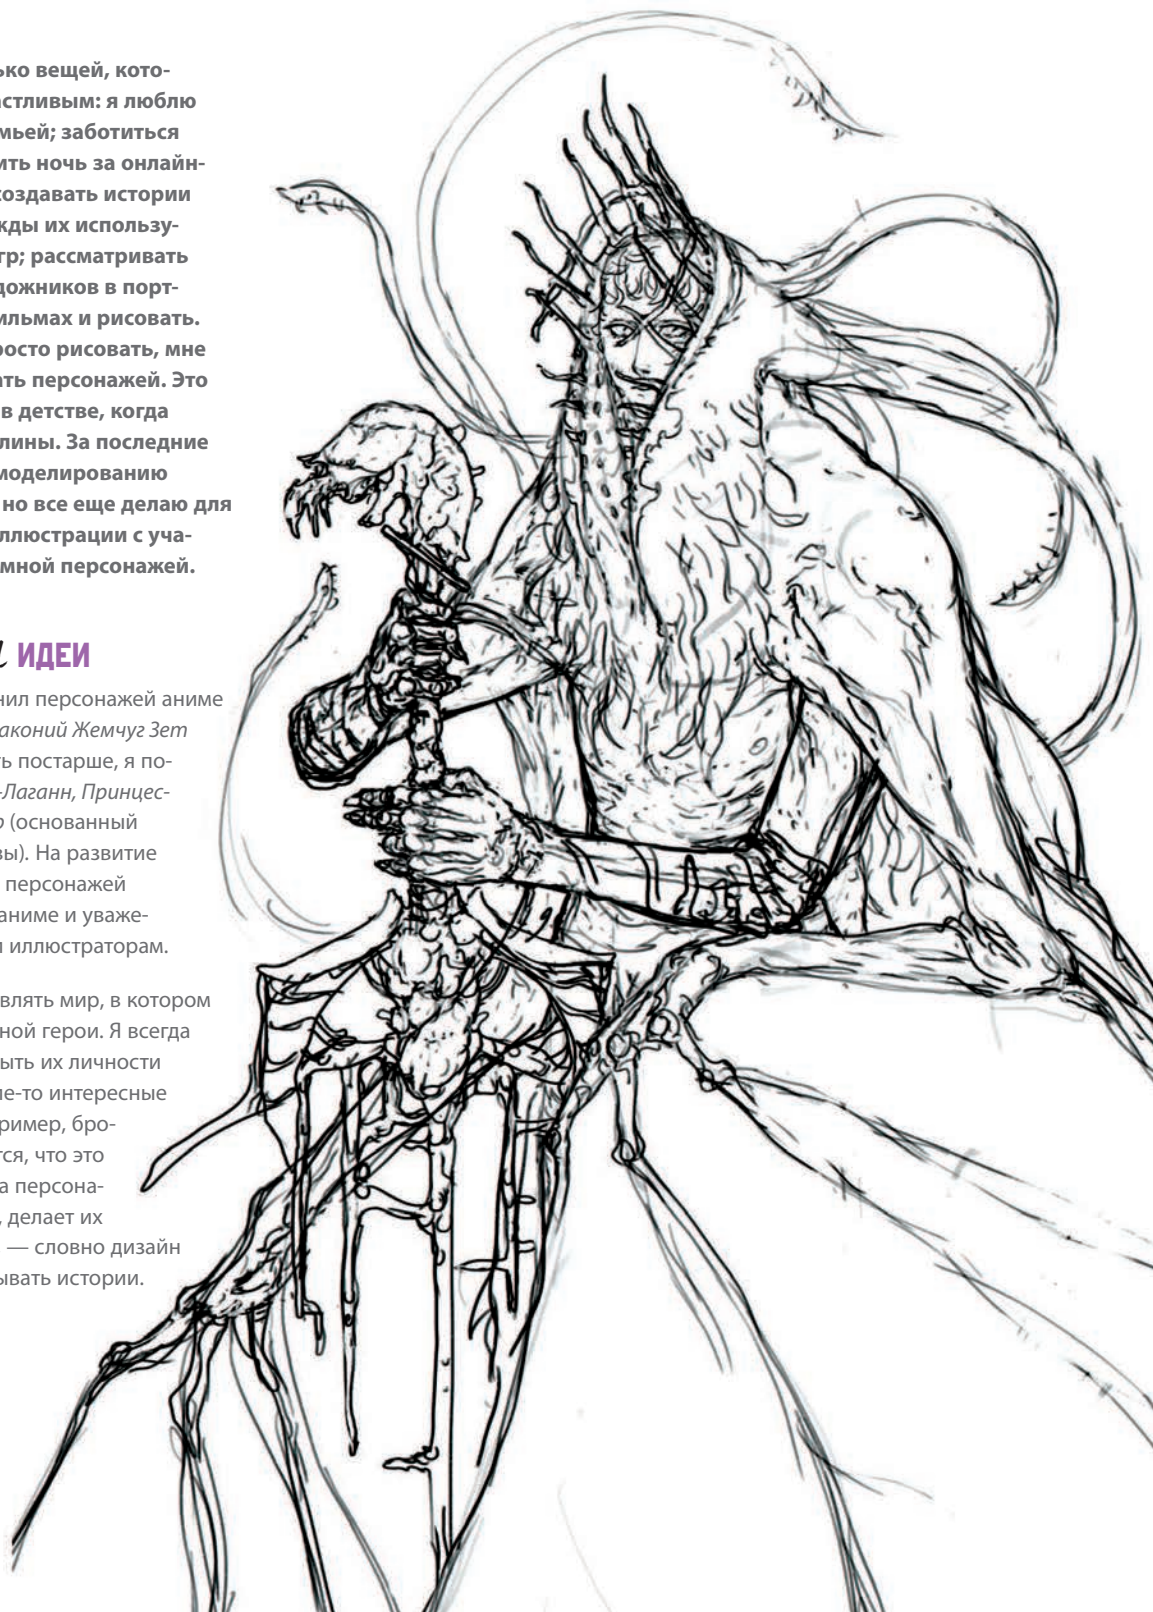 ько вещей, кото-
астливым: я люблю
мьей; заботиться
ить ночь за онлайн-
создавать истории
жды их использу-
гр; рассматривать
дожников в порт-
ильмах и рисовать.
росто рисовать, мне
ать персонажей. Это
в детстве, когда
лины. За последние
моделированию
но все еще делаю для
ллюстрации с уча-
мной персонажей.
ИДЕИ
нил персонажей аниме
аконий Жемчуг Зет
ть постарше, я по-
-Лаганн, Принцес-
р (основанный
зы). На развитие
персонажей
аниме и уваже-
и иллюстраторам.
влять мир, в котором
ной герои. Я всегда
ыть их личности
ие-то интересные
ример, бро-
тся, что это
а персона-
, делает их
— словно дизайн
ывать истории.